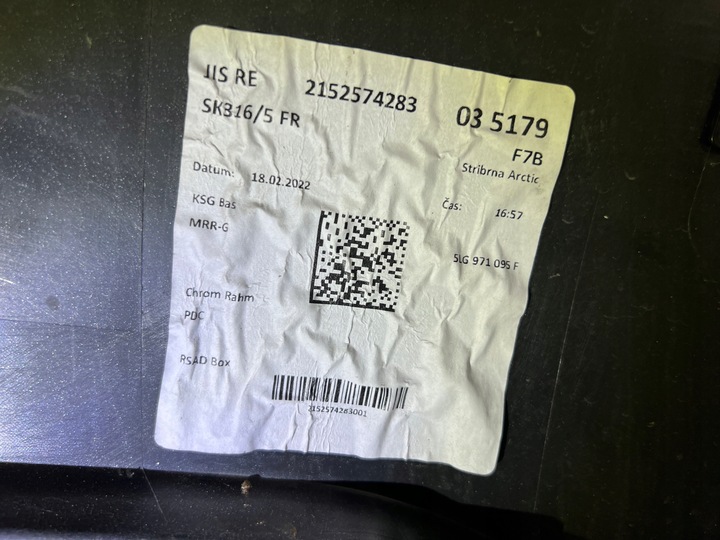 JIS RE 2152574283 03 5179
SK316/5 FR
F7B
Stribrna Arctic
Datum: 18.02.2022
Čas: 16:57
KSG Bas
MRR-G
5LG 971 095 F
Chrom Rahm
PDC
RSAD Box
2152574283001